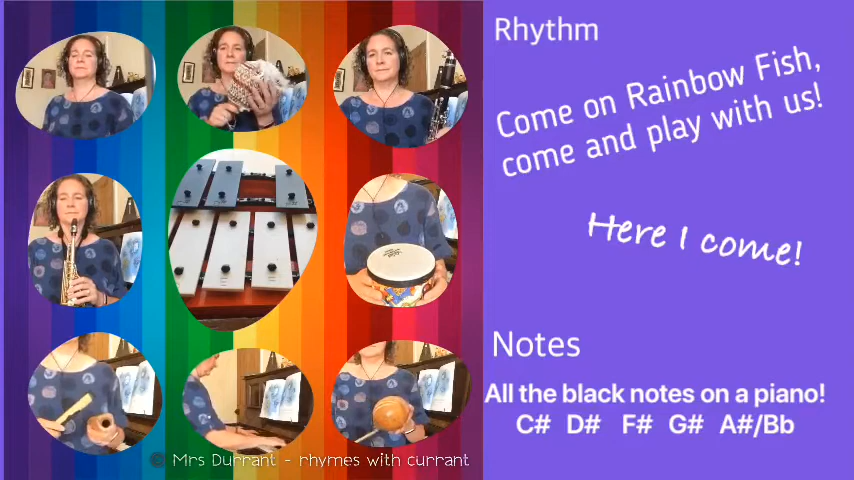 Rhythm
Come on Rainbow Fish,
come and play with us!
Here I come!
Notes
All the black notes on a piano!
C# D# F# G# A#/Bb
© Mrs Durrant - rhymes with currant